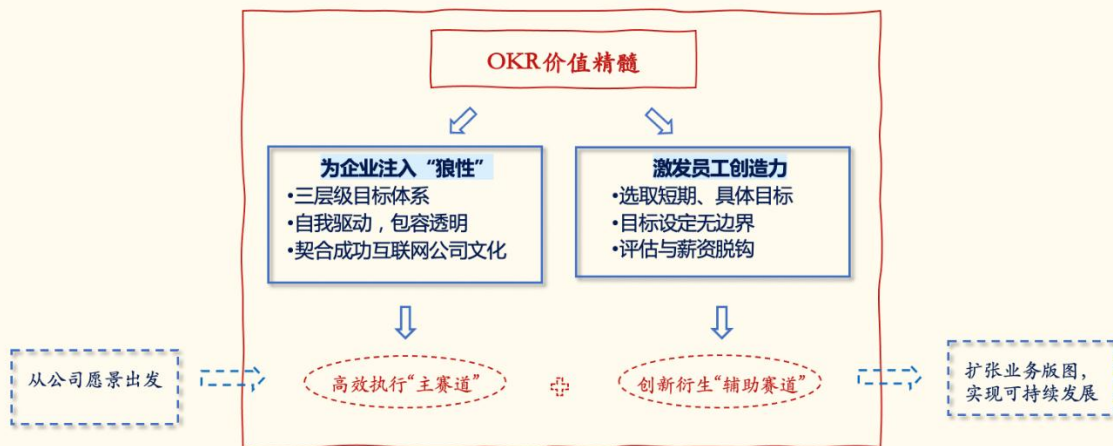 OKR价值精髓
为企业注入“狼性”
•三层级目标体系
•自我驱动，包容透明
•契合成功互联网公司文化
激发员工创造力
•选取短期、具体目标
•目标设定无边界
•评估与薪资脱钩
从公司愿景出发
高效执行“主赛道”
创新衍生“辅助赛道”
扩张业务版图，
实现可持续发展